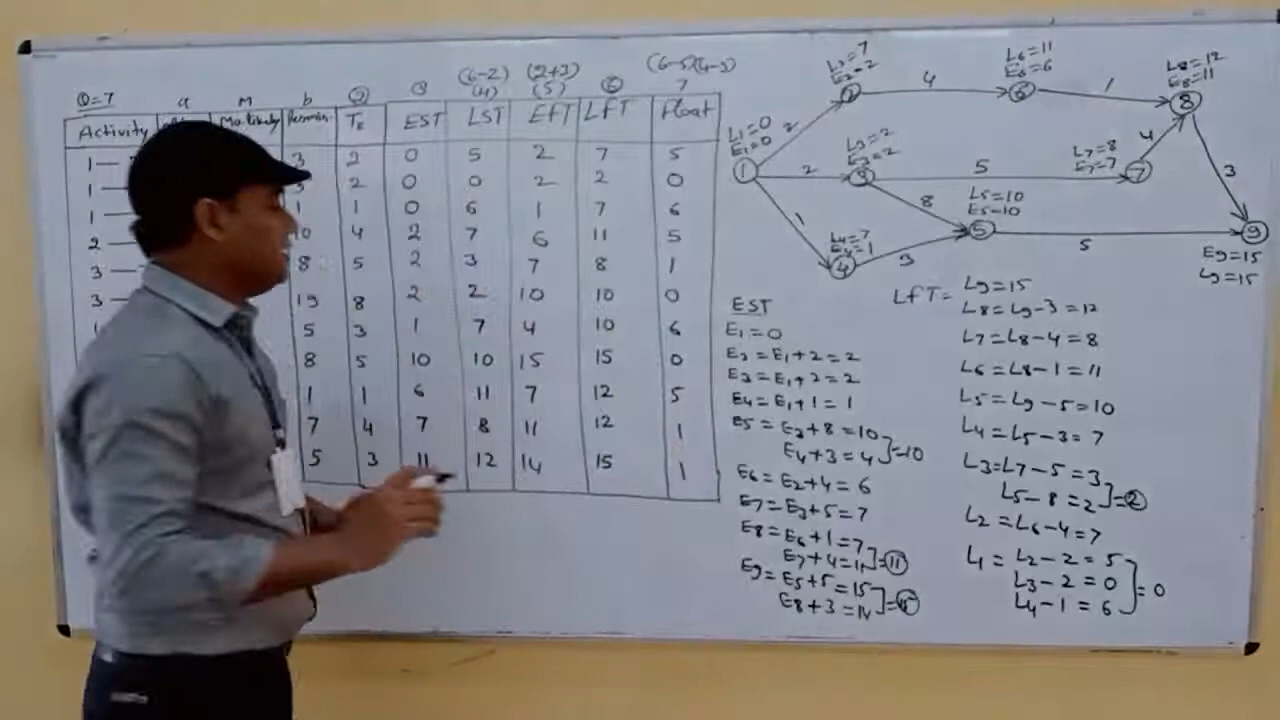 Q=7 a M b
(6-2) (2+3) (6-5)(4-3)
(4) (5) 7
Activity Mo.likely TE EST LST EFT LFT Float
1— 3 2 0 5 2 7 5
1— 2 0 0 2 2 0
1— 1 1 0 6 1 7 6
2— 10 4 2 7 6 11 5
3— 8 5 2 3 7 8 1
3— 19 8 2 2 10 10 0
5 3 1 7 4 10 6
8 5 10 10 15 15 0
1 1 6 11 7 12 5
7 4 7 8 11 12 1
5 3 11 12 14 15 1
L2=7
E2=2
4
L6=11
E6=6
1
L8=12
E8=11
2
6
8
L1=0
E1=0
2
1
2
L3=2
E3=2
3
5
L7=8
E7=7
7
4
3
8
L5=10
E5=10
5
1
L4=7
E4=1
4
3
5
9
E9=15
L9=15
EST
E1=0
E2=E1+2=2
E3=E1+2=2
E4=E1+1=1
E5=E3+8=10
E4+3=4 ]=10
E6=E2+4=6
E7=E3+5=7
E8=E6+1=7
E7+4=11 ]=11
E9=E5+5=15
E8+3=14 ]=15
LFT= L9=15
L8=L9-3=12
L7=L8-4=8
L6=L8-1=11
L5=L9-5=10
L4=L5-3=7
L3=L7-5=3
L5-8=2 ]=2
L2=L6-4=7
L1=L2-2=5
L3-2=0 ]=0
L4-1=6